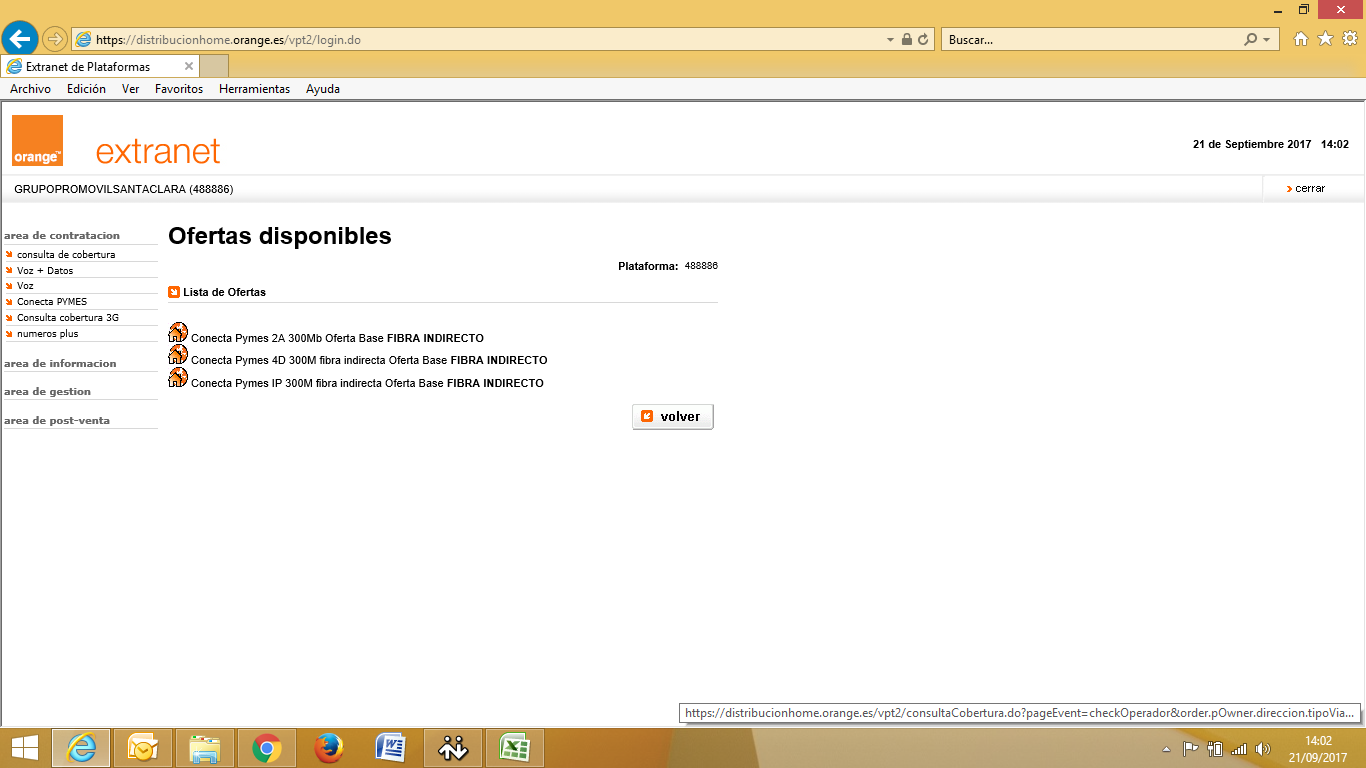 https://distribucionhome.orange.es/vpt2/login.do
Buscar...
Extranet de Plataformas
Archivo Edición Ver Favoritos Herramientas Ayuda
orange™
extranet
21 de Septiembre 2017 14:02
GRUPOPROMOVILSANTACLARA (488886)
cerrar
area de contratacion
consulta de cobertura
Voz + Datos
Voz
Conecta PYMES
Consulta cobertura 3G
numeros plus
area de informacion
area de gestion
area de post-venta
Ofertas disponibles
Plataforma: 488886
Lista de Ofertas
Conecta Pymes 2A 300Mb Oferta Base FIBRA INDIRECTO
Conecta Pymes 4D 300M fibra indirecta Oferta Base FIBRA INDIRECTO
Conecta Pymes IP 300M fibra indirecta Oferta Base FIBRA INDIRECTO
volver
https://distribucionhome.orange.es/vpt2/consultaCobertura.do?pageEvent=checkOperador&order.pOwner.direccion.tipoVia...
14:02
21/09/2017